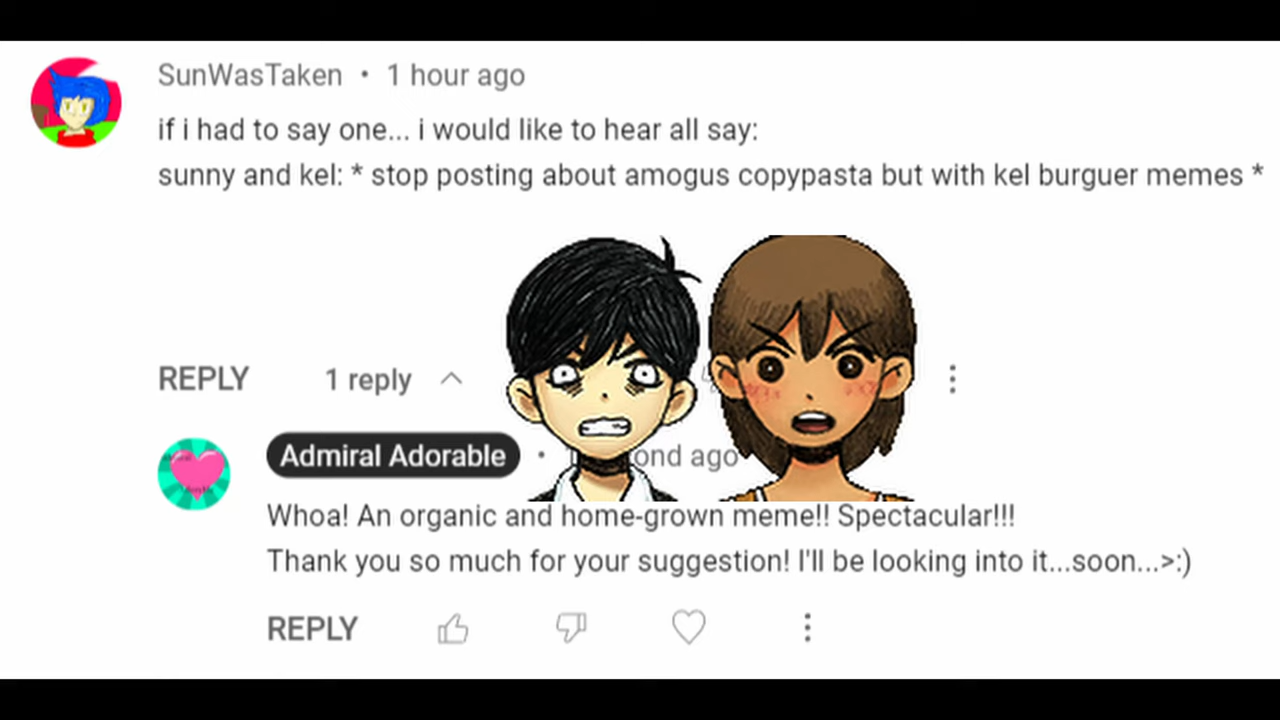 SunWasTaken • 1 hour ago
if i had to say one... i would like to hear all say:
sunny and kel: * stop posting about amogus copypasta but with kel burguer memes *
REPLY 1 reply
Admiral Adorable • ago
Whoa! An organic and home-grown meme!! Spectacular!!!
Thank you so much for your suggestion! I'll be looking into it...soon...>:)
REPLY